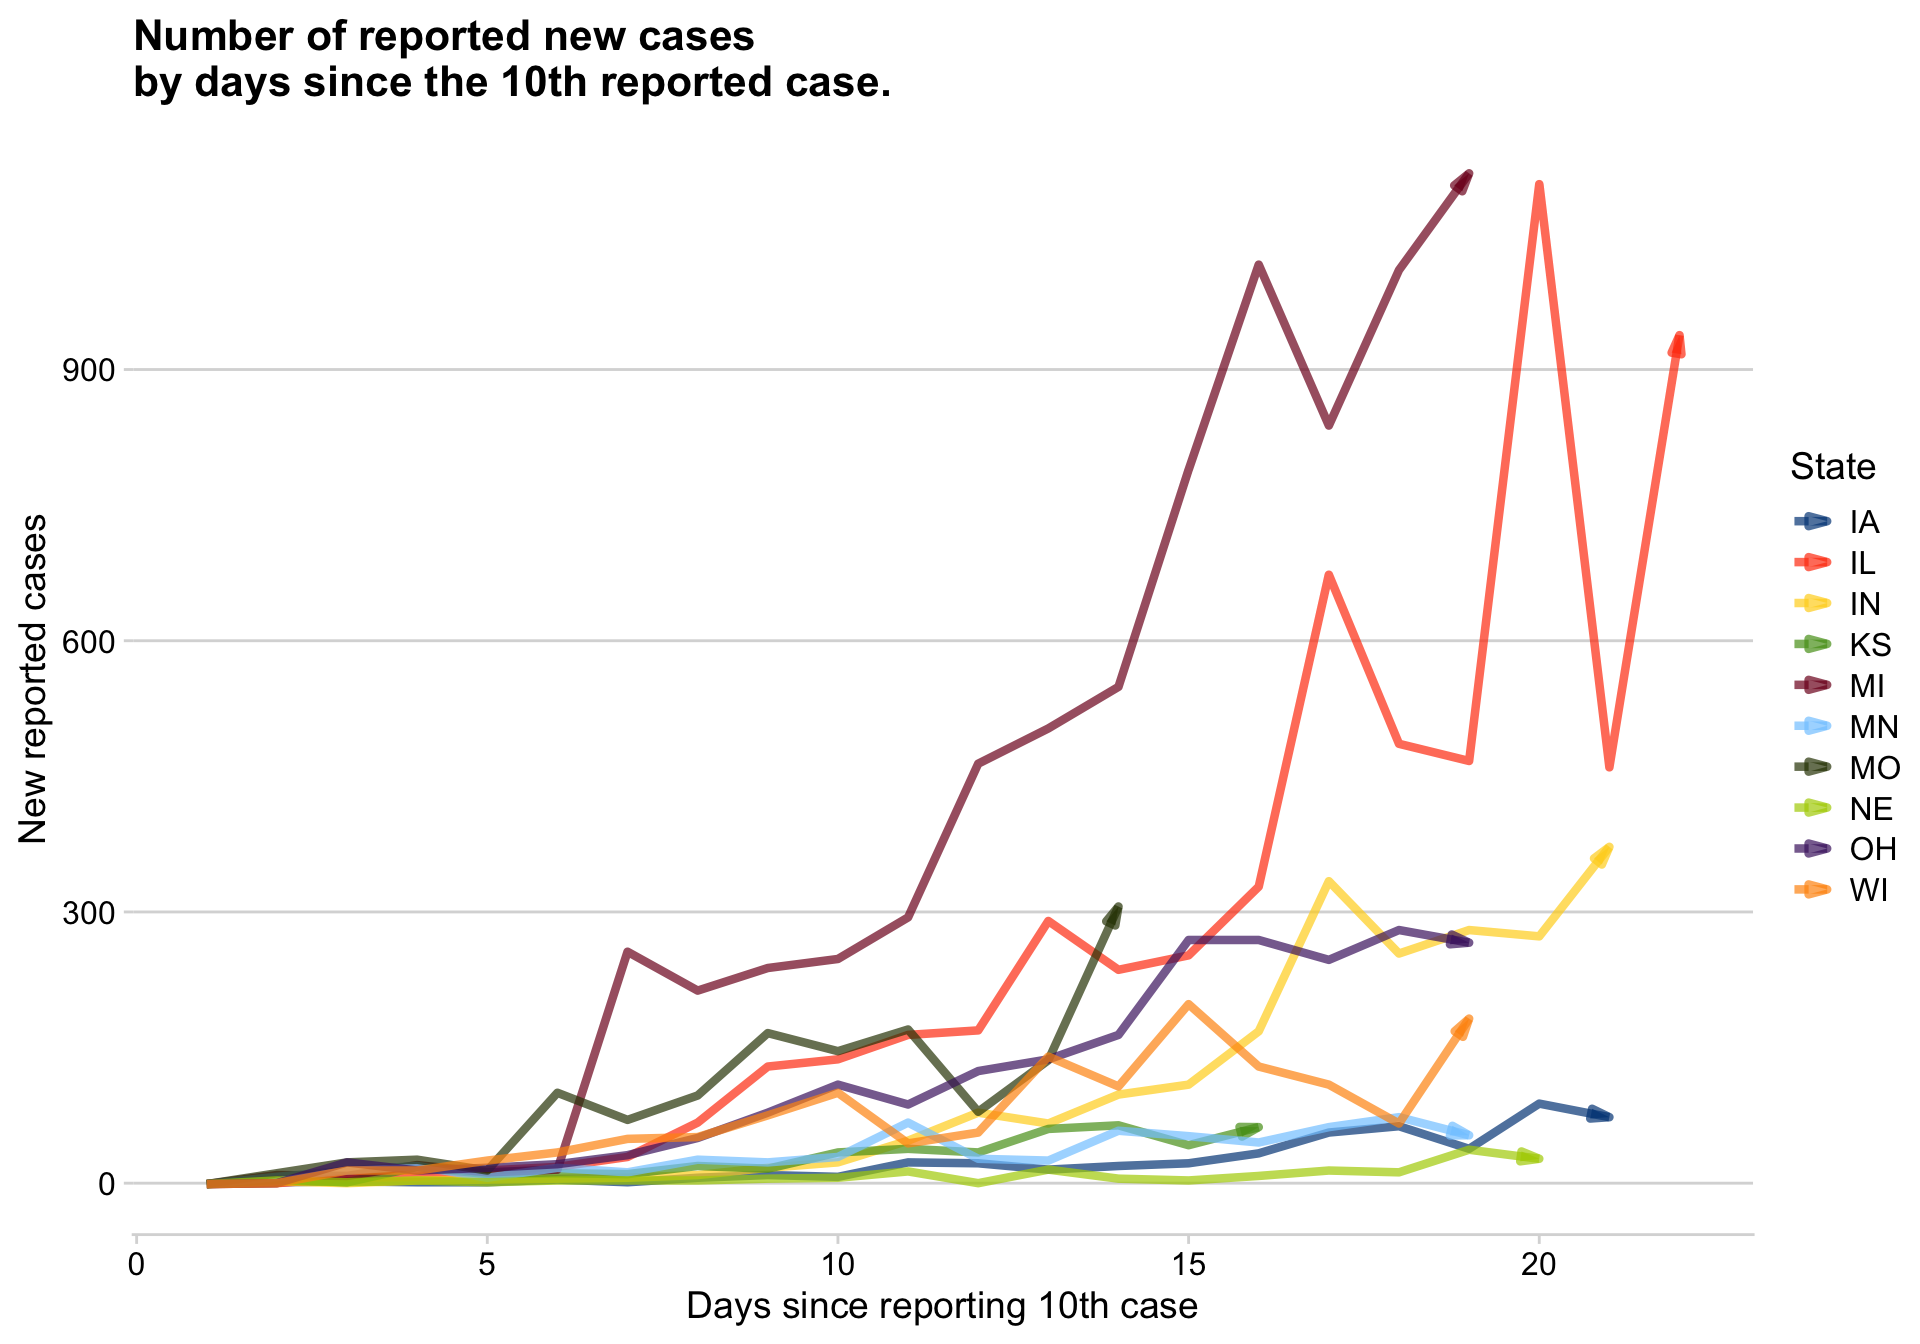 Number of reported new cases
by days since the 10th reported case.
New reported cases
900
600
300
0
0
5
10
15
20
Days since reporting 10th case
State
IA
IL
IN
KS
MI
MN
MO
NE
OH
WI